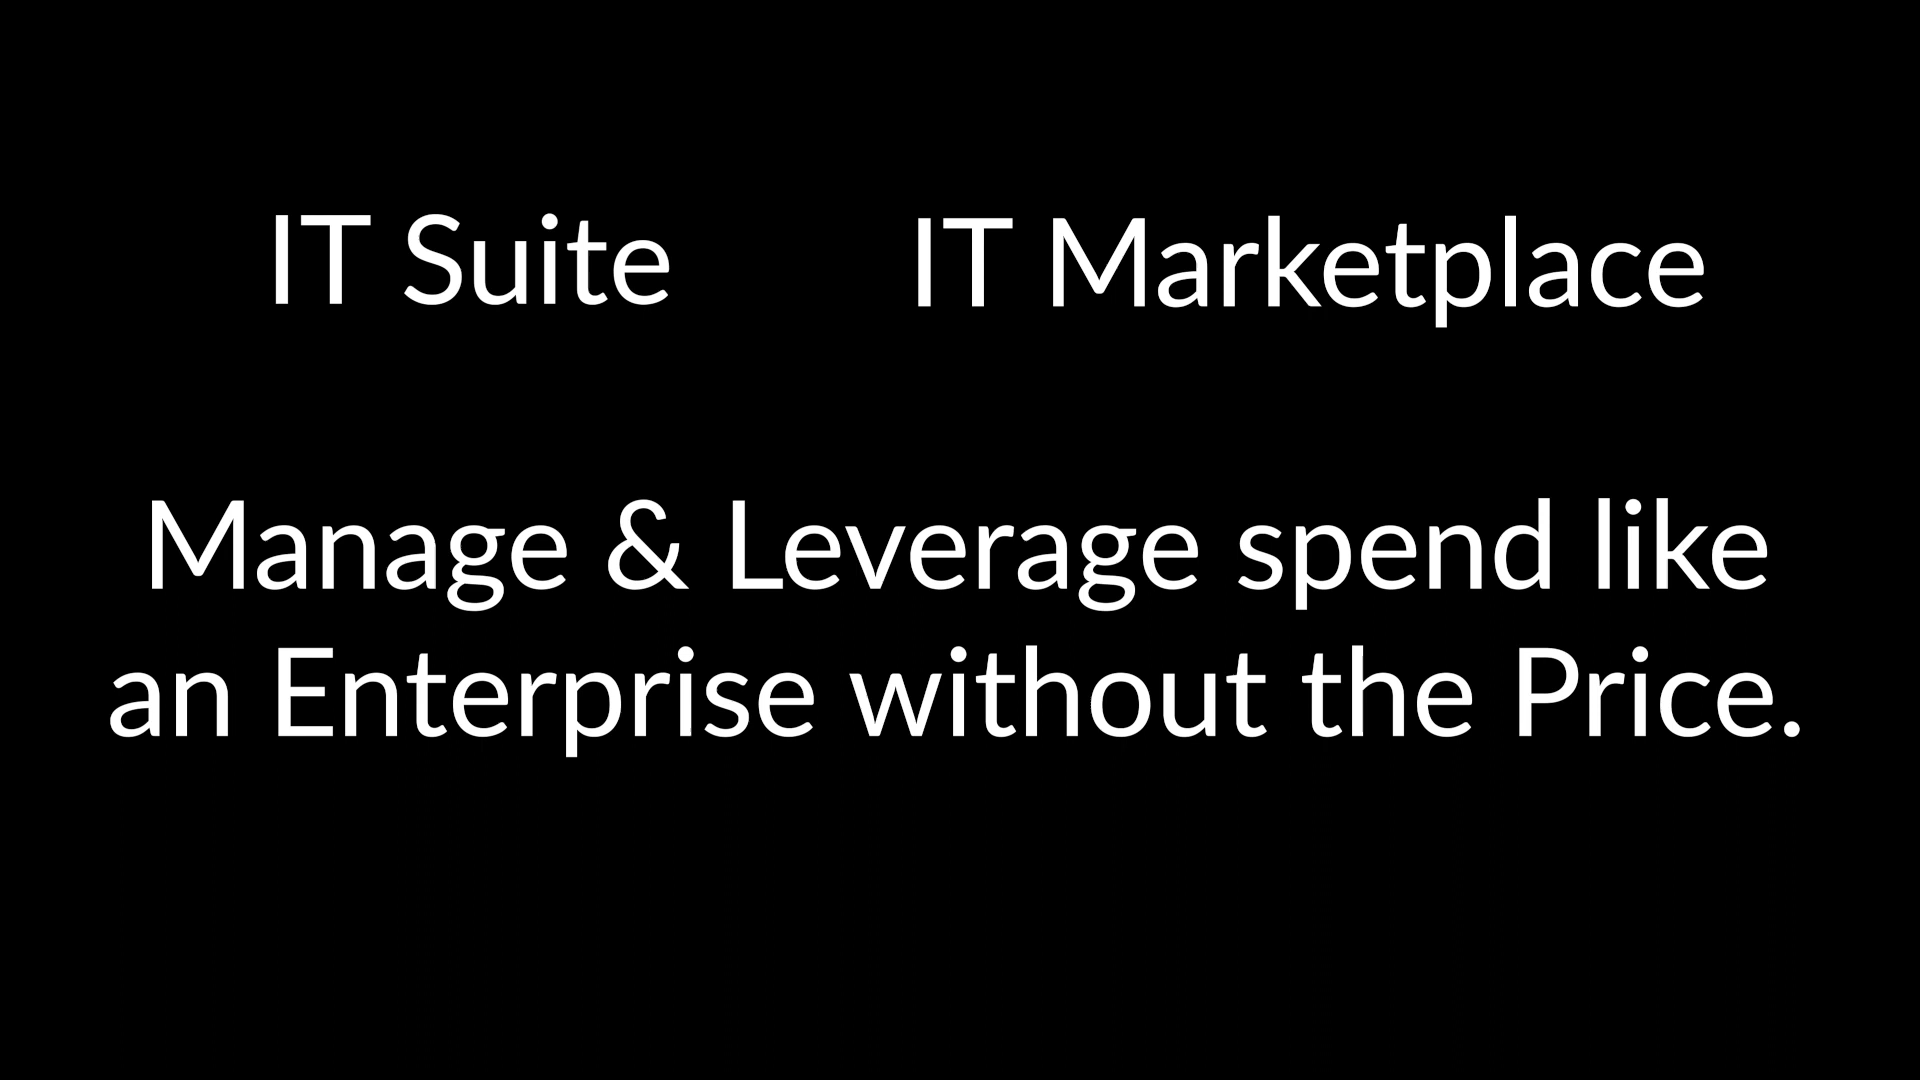 IT Suite IT Marketplace
Manage & Leverage spend like
an Enterprise without the Price.